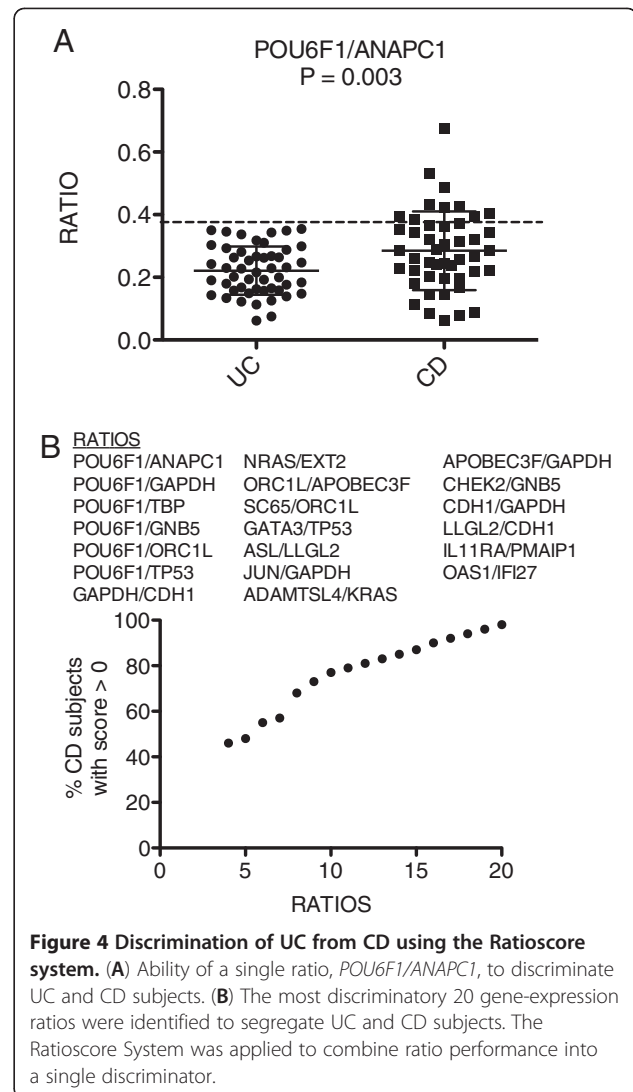 A
POU6F1/ANAPC1
P = 0.003
0.8
0.6
0.4
0.2
0.0
RATIO
UC
CD
B
RATIOS
POU6F1/ANAPC1 NRAS/EXT2 APOBEC3F/GAPDH
POU6F1/GAPDH ORC1L/APOBEC3F CHEK2/GNB5
POU6F1/TBP SC65/ORC1L CDH1/GAPDH
POU6F1/GNB5 GATA3/TP53 LLGL2/CDH1
POU6F1/ORC1L ASL/LLGL2 IL11RA/PMAIP1
POU6F1/TP53 JUN/GAPDH OAS1/IFI27
GAPDH/CDH1 ADAMTSL4/KRAS
100
80
60
40
20
0
% CD subjects
with score > 0
0 5 10 15 20
RATIOS
Figure 4 Discrimination of UC from CD using the Ratioscore
system. (A) Ability of a single ratio, POU6F1/ANAPC1, to discriminate
UC and CD subjects. (B) The most discriminatory 20 gene-expression
ratios were identified to segregate UC and CD subjects. The
Ratioscore System was applied to combine ratio performance into
a single discriminator.